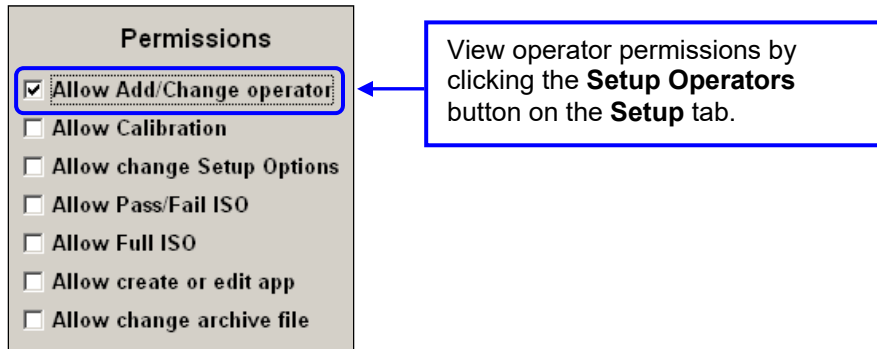 Permissions
Allow Add/Change operator
Allow Calibration
Allow change Setup Options
Allow Pass/Fail ISO
Allow Full ISO
Allow create or edit app
Allow change archive file
View operator permissions by
clicking the Setup Operators
button on the Setup tab.